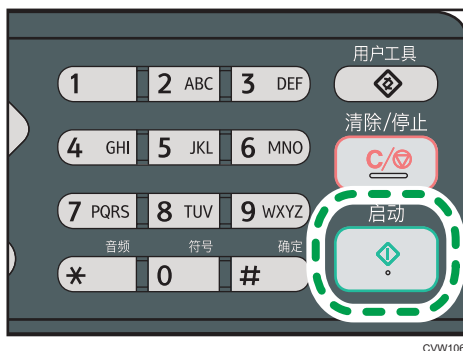 用户工具
1
2 ABC
3 DEF
清除/停止
4 GHI
5 JKL
6 MNO
C/
7 PQRS
8 TUV
9 WXYZ
启动
音频
符号
确定
*
0
#
CVW106